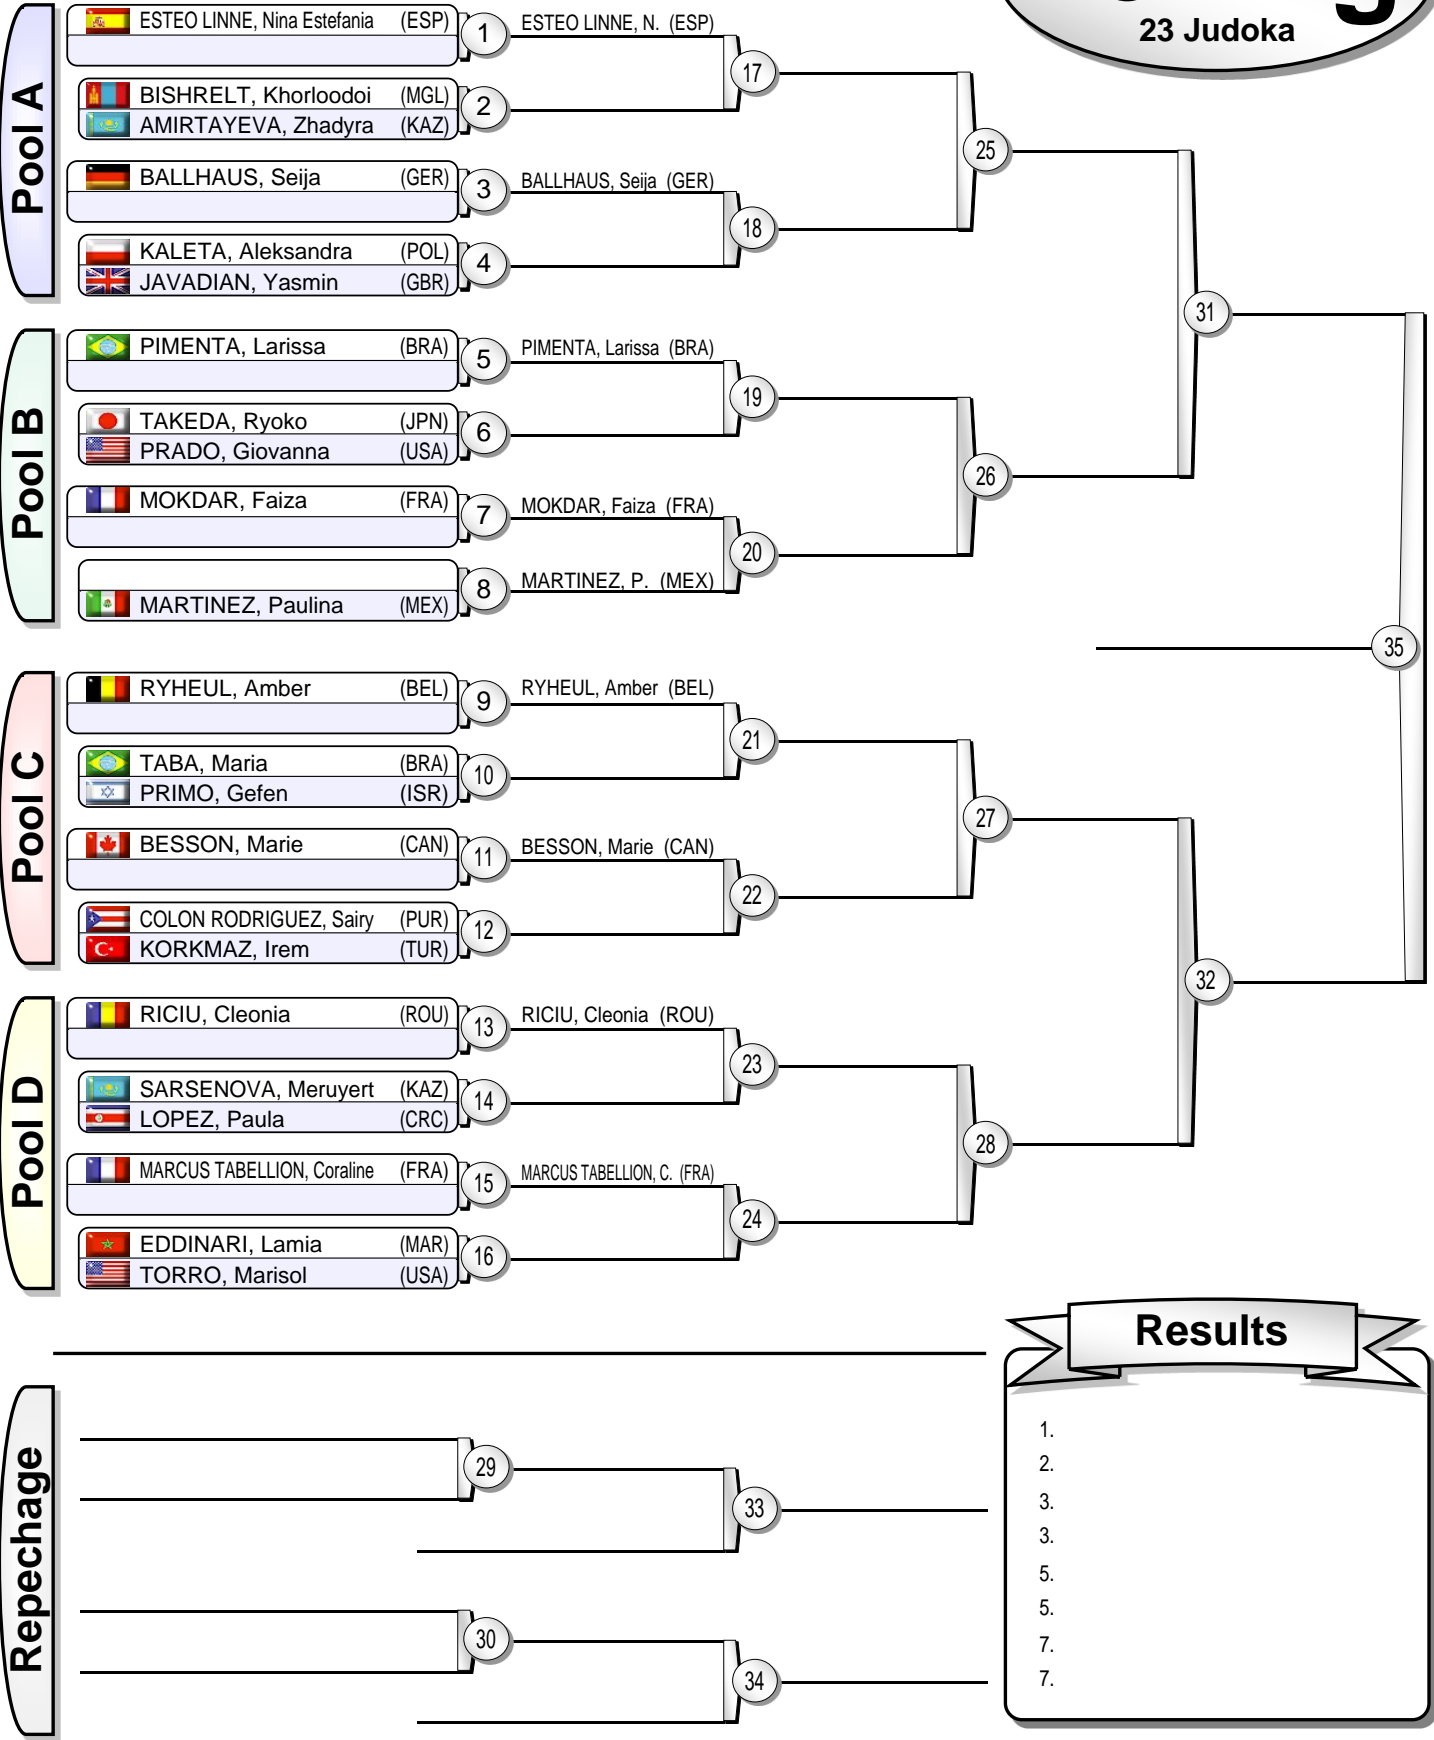 23 Judoka
Pool A
ESTEO LINNE, Nina Estefania (ESP) 1 ESTEO LINNE, N. (ESP)
17
BISHRELT, Khorloodoi (MGL) 2
AMIRTAYEVA, Zhadyra (KAZ)
25
BALLHAUS, Seija (GER) 3 BALLHAUS, Seija (GER)
18
KALETA, Aleksandra (POL) 4
JAVADIAN, Yasmin (GBR)
31
Pool B
PIMENTA, Larissa (BRA) 5 PIMENTA, Larissa (BRA)
19
TAKEDA, Ryoko (JPN) 6
PRADO, Giovanna (USA)
26
MOKDAR, Faiza (FRA) 7 MOKDAR, Faiza (FRA)
20
8 MARTINEZ, P. (MEX)
MARTINEZ, Paulina (MEX)
35
Pool C
RYHEUL, Amber (BEL) 9 RYHEUL, Amber (BEL)
21
TABA, Maria (BRA) 10
PRIMO, Gefen (ISR)
27
BESSON, Marie (CAN) 11 BESSON, Marie (CAN)
22
COLON RODRIGUEZ, Sairy (PUR) 12
KORKMAZ, Irem (TUR)
32
Pool D
RICIU, Cleonia (ROU) 13 RICIU, Cleonia (ROU)
23
SARSENOVA, Meruyert (KAZ) 14
LOPEZ, Paula (CRC)
28
MARCUS TABELLION, Coraline (FRA) 15 MARCUS TABELLION, C. (FRA)
24
EDDINARI, Lamia (MAR) 16
TORRO, Marisol (USA)
Repechage
29
33
30
34
Results
1.
2.
3.
3.
5.
5.
7.
7.